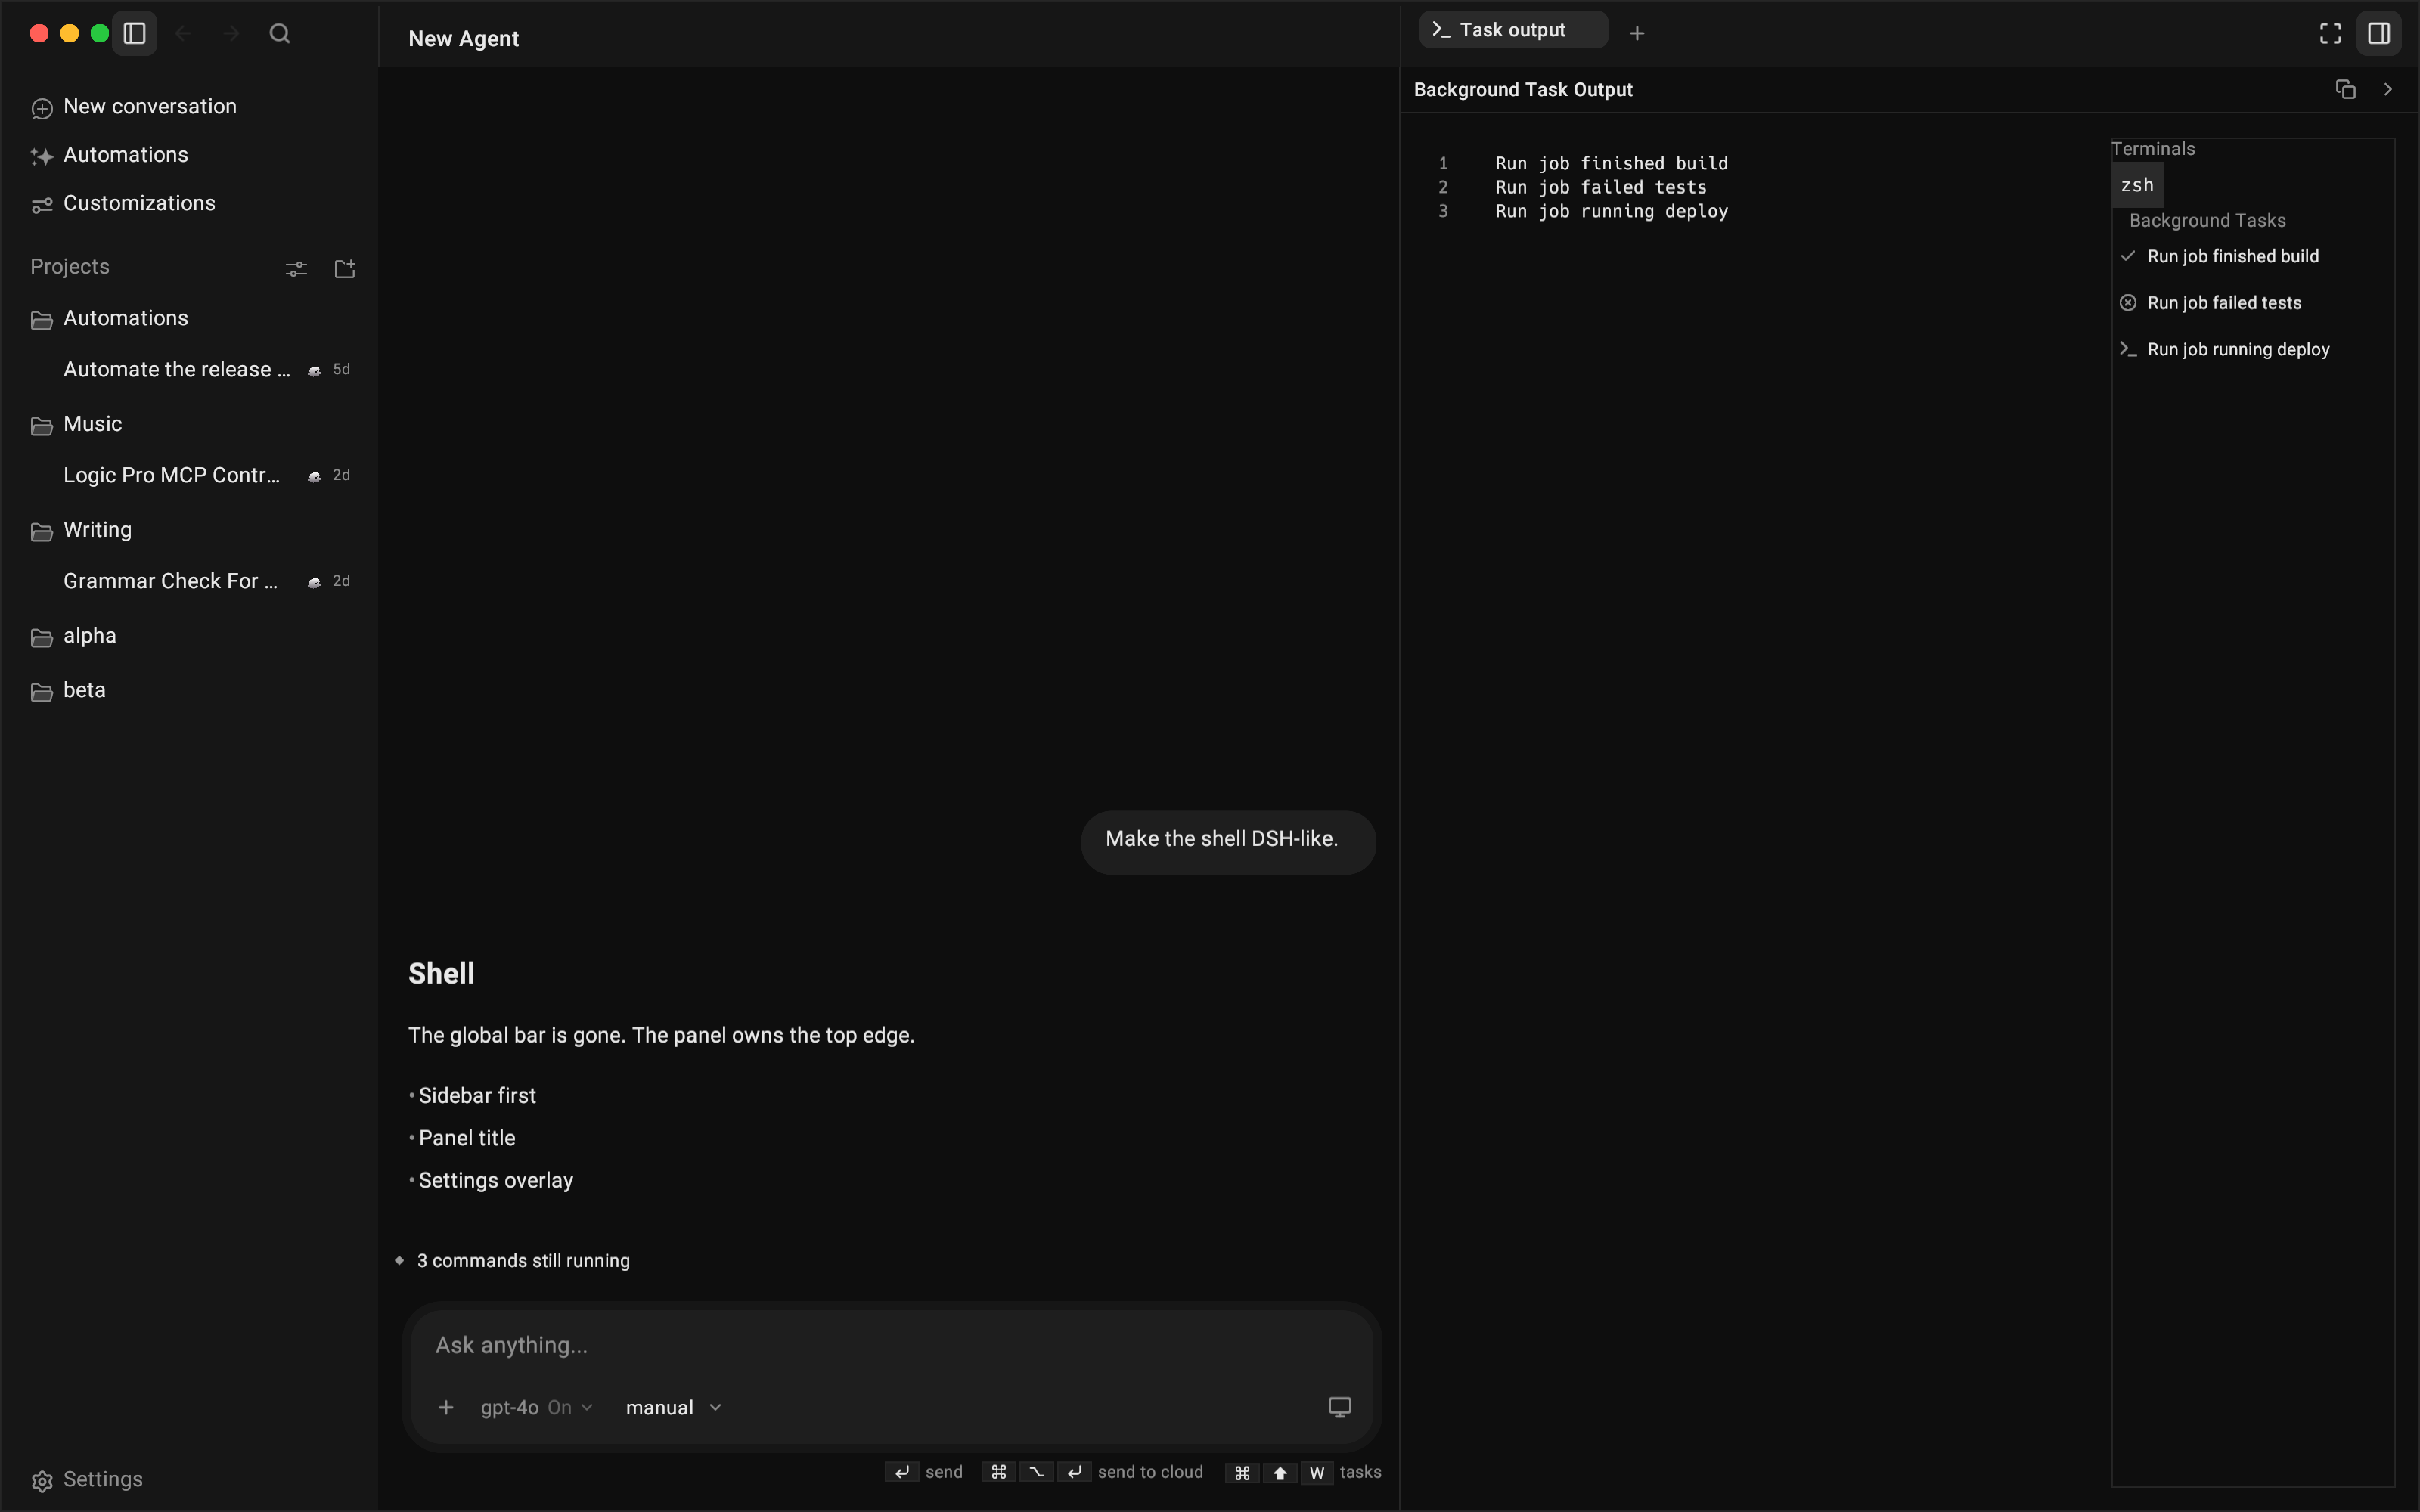 New Agent
Task output
New conversation
Automations
Customizations
Projects
Automations
Automate the release ... 5d
Music
Logic Pro MCP Contr... 2d
Writing
Grammar Check For ... 2d
alpha
beta
Settings
Make the shell DSH-like.
Shell
The global bar is gone. The panel owns the top edge.
• Sidebar first
• Panel title
• Settings overlay
3 commands still running
Ask anything...
gpt-4o On
manual
send
send to cloud
W tasks
Background Task Output
1 Run job finished build
2 Run job failed tests
3 Run job running deploy
Terminals
zsh
Background Tasks
Run job finished build
Run job failed tests
Run job running deploy